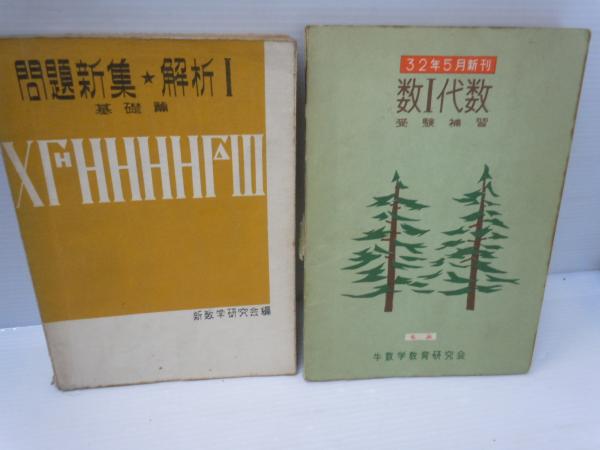 問題新集★解析I
基礎篇
新数学研究会編
32年5月新刊
数I代数
受験補習
数学教育研究会